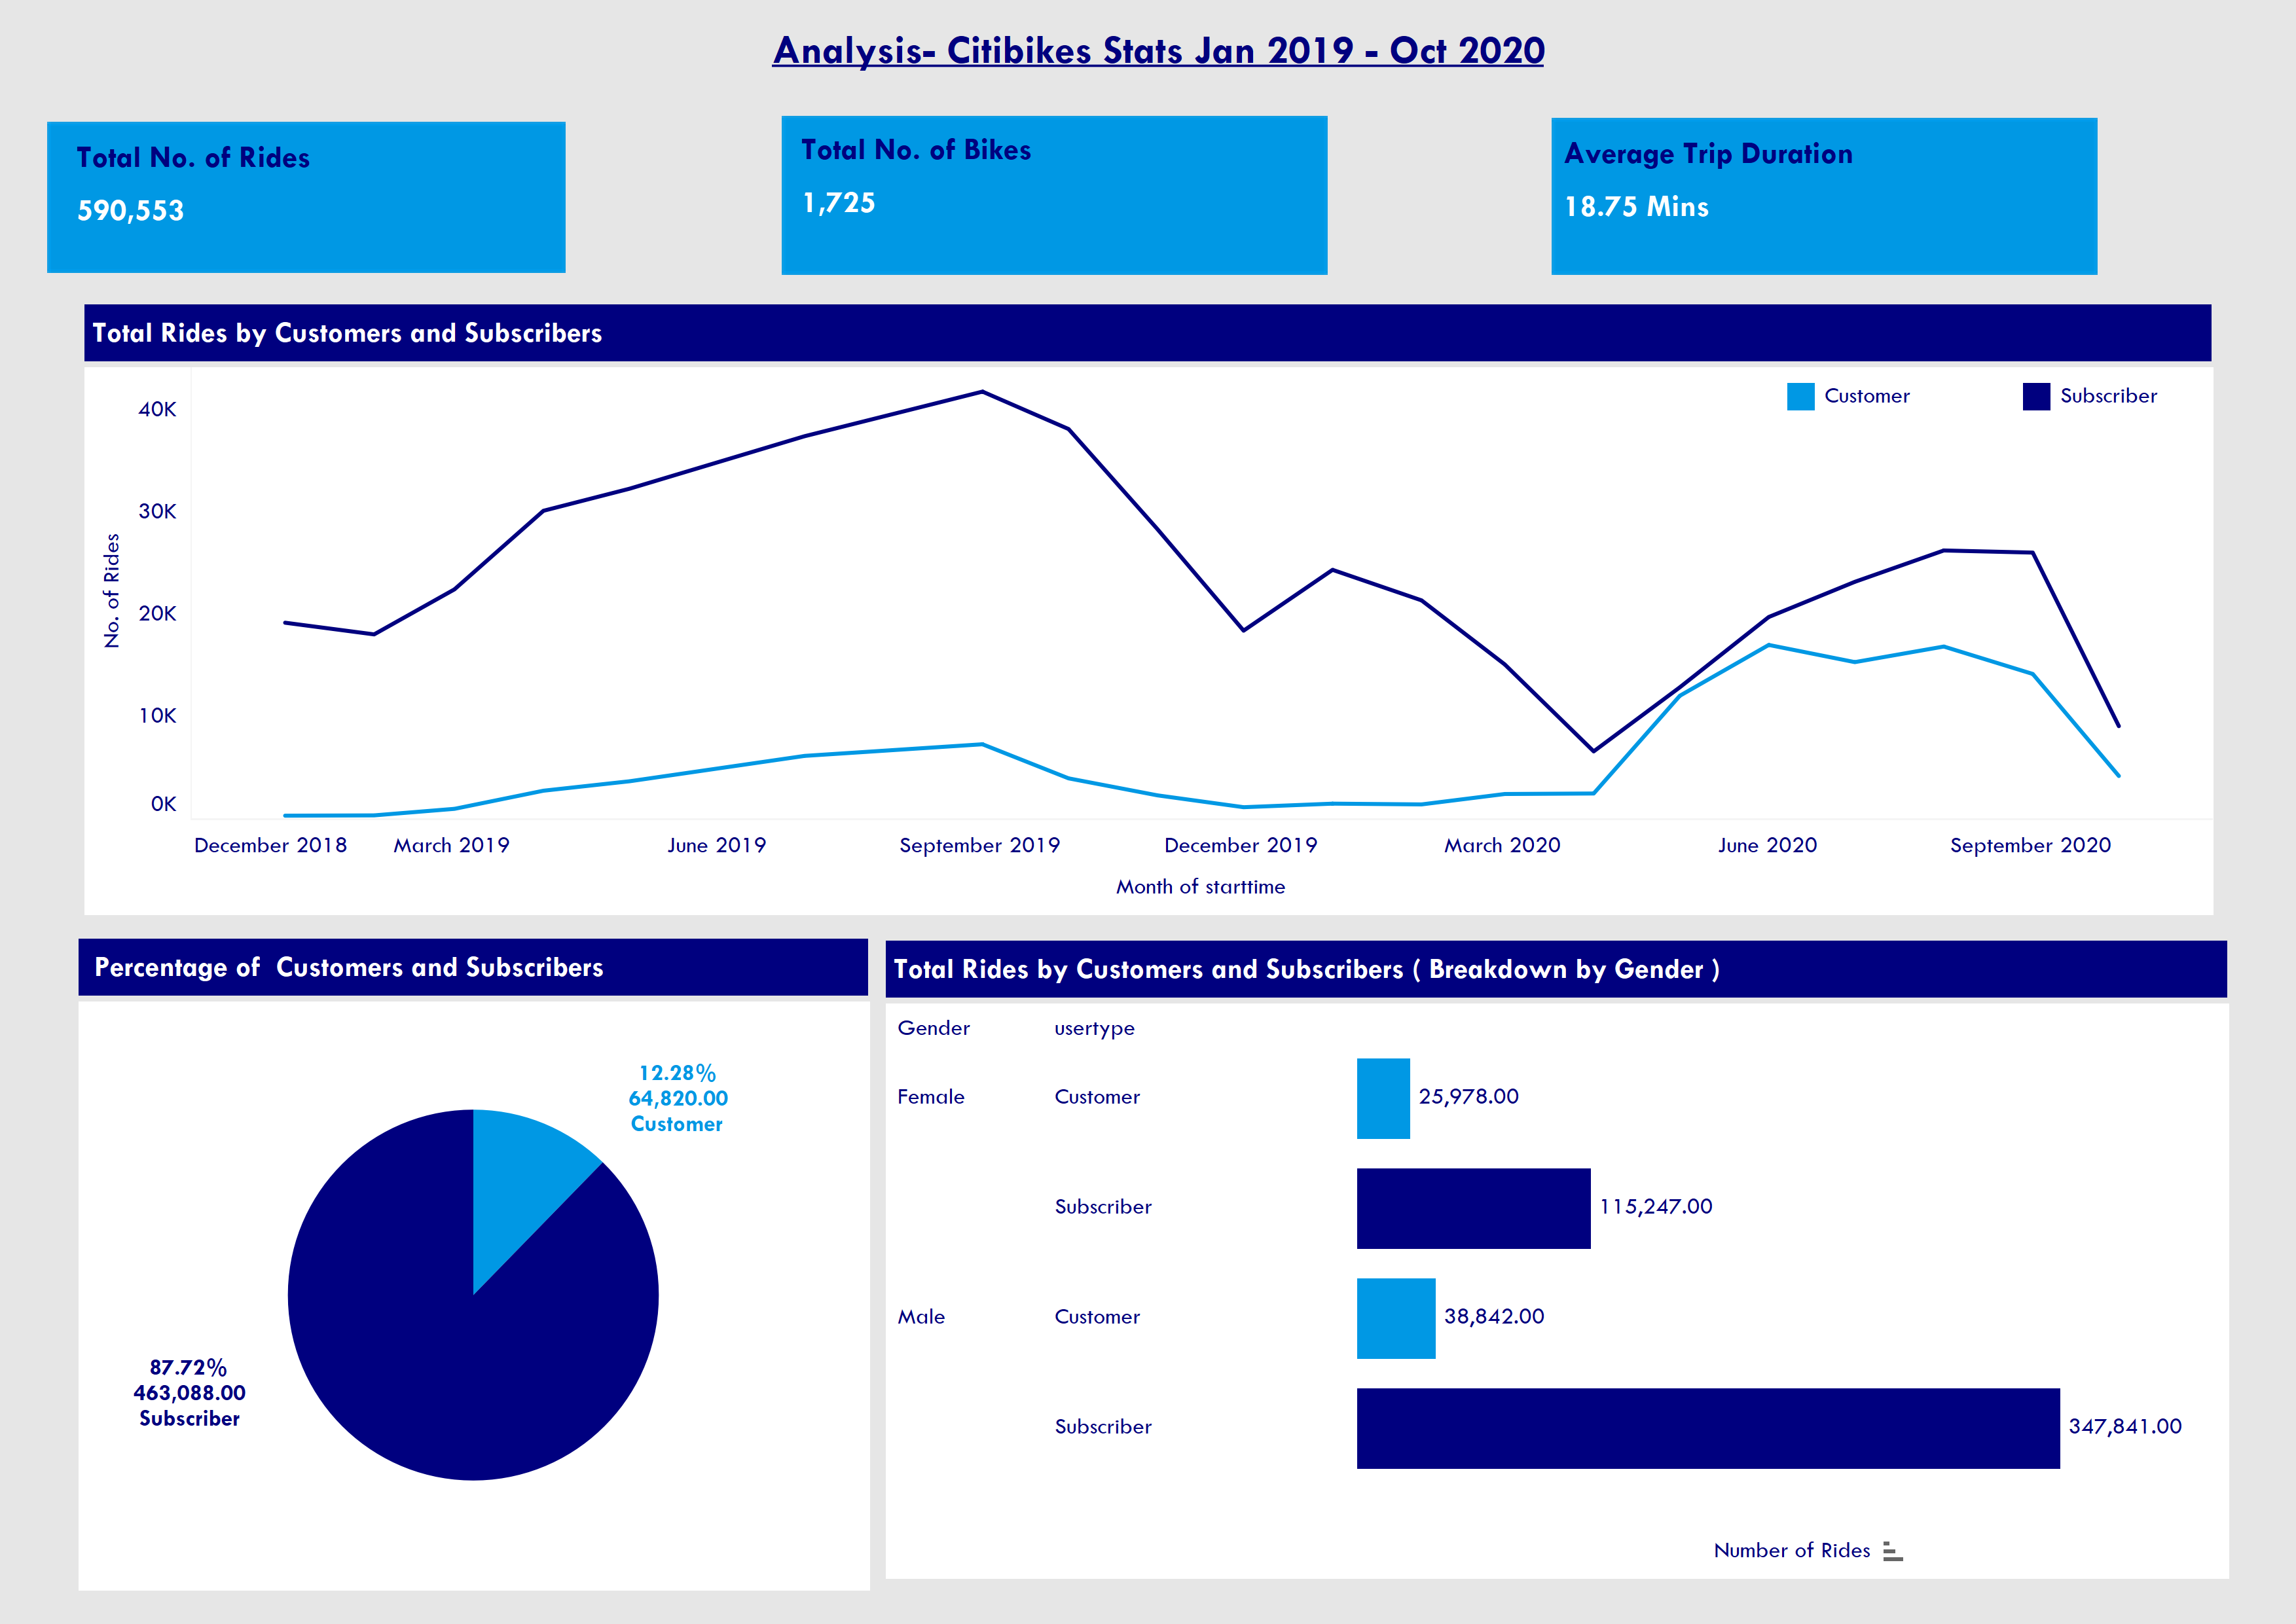 Analysis- Citibikes Stats Jan 2019 - Oct 2020
Total No. of Rides
590,553
Total No. of Bikes
1,725
Average Trip Duration
18.75 Mins
Total Rides by Customers and Subscribers
Customer
Subscriber
40K
30K
20K
10K
0K
No. of Rides
December 2018
March 2019
June 2019
September 2019
December 2019
March 2020
June 2020
September 2020
Month of starttime
Percentage of  Customers and Subscribers
12.28%
64,820.00
Customer
87.72%
463,088.00
Subscriber
Total Rides by Customers and Subscribers ( Breakdown by Gender )
Gender usertype
Female Customer 25,978.00
Subscriber 115,247.00
Male Customer 38,842.00
Subscriber 347,841.00
Number of Rides